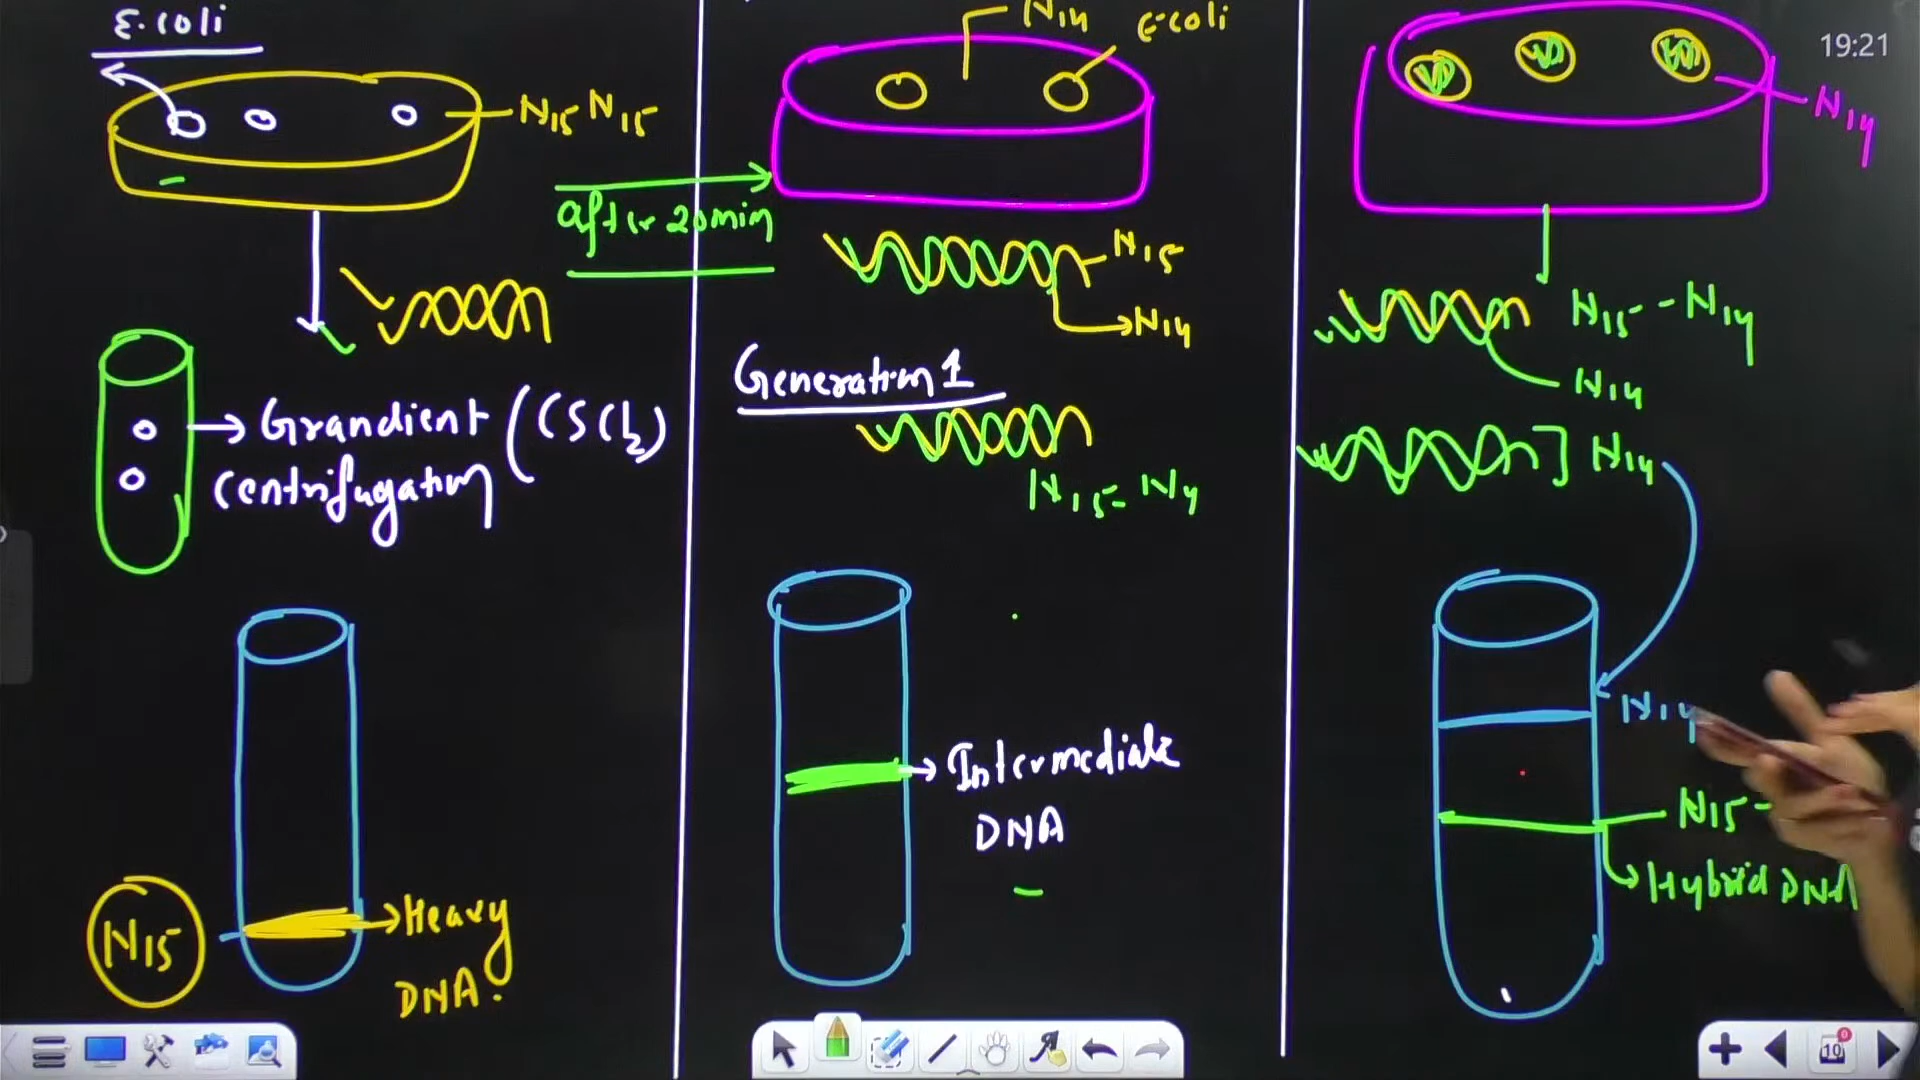 E.coli
N15 N15
after 20min
Grandient (CSCl2)
centrifugation
N15
Heavy
DNA.
N14
E-coli
N15
N14
Generation 1
N15-N14
Intermediate
DNA
19:21
N14
N15-N14
N14
N14
N14
N15-
Hybrid DNA
10